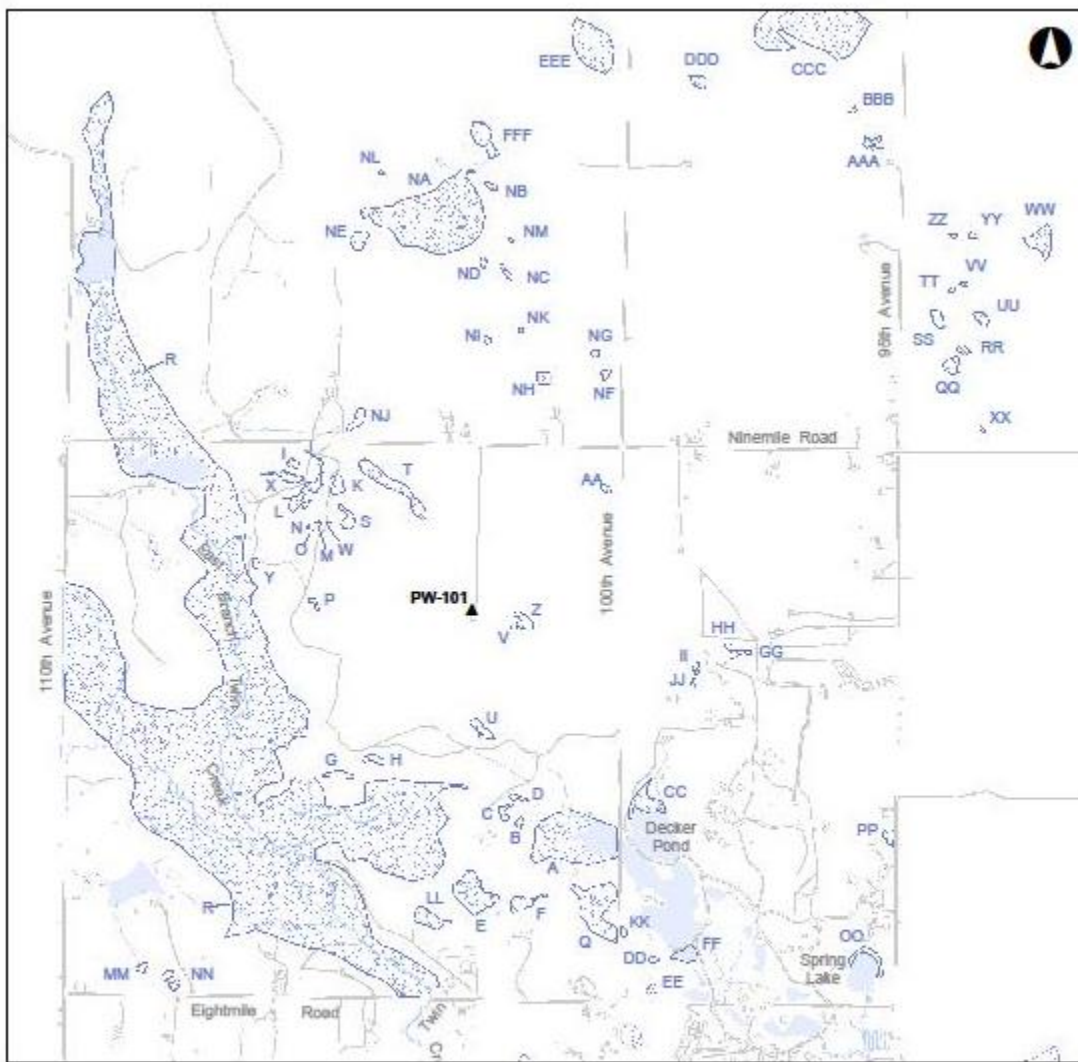 EEE
DDD
CCC
BBB
AAA
FFF
NL
NA
NB
NE
NM
ND
NC
ZZ
YY
WW
TT
VV
SS
UU
RR
QQ
XX
NK
NI
NG
NH
NF
R
NJ
95th Avenue
Ninemile Road
I
X
K
T
L
S
N
O
M
W
AA
Y
P
PW-101
Z
V
100th Avenue
110th Avenue
East Branch Twin Creek
HH
GG
II
JJ
U
G
H
D
C
B
A
CC
Decker
Pond
PP
LL
E
F
Q
KK
R
DD
FF
EE
OO
Spring
Lake
MM
NN
Eightmile Road
Twin